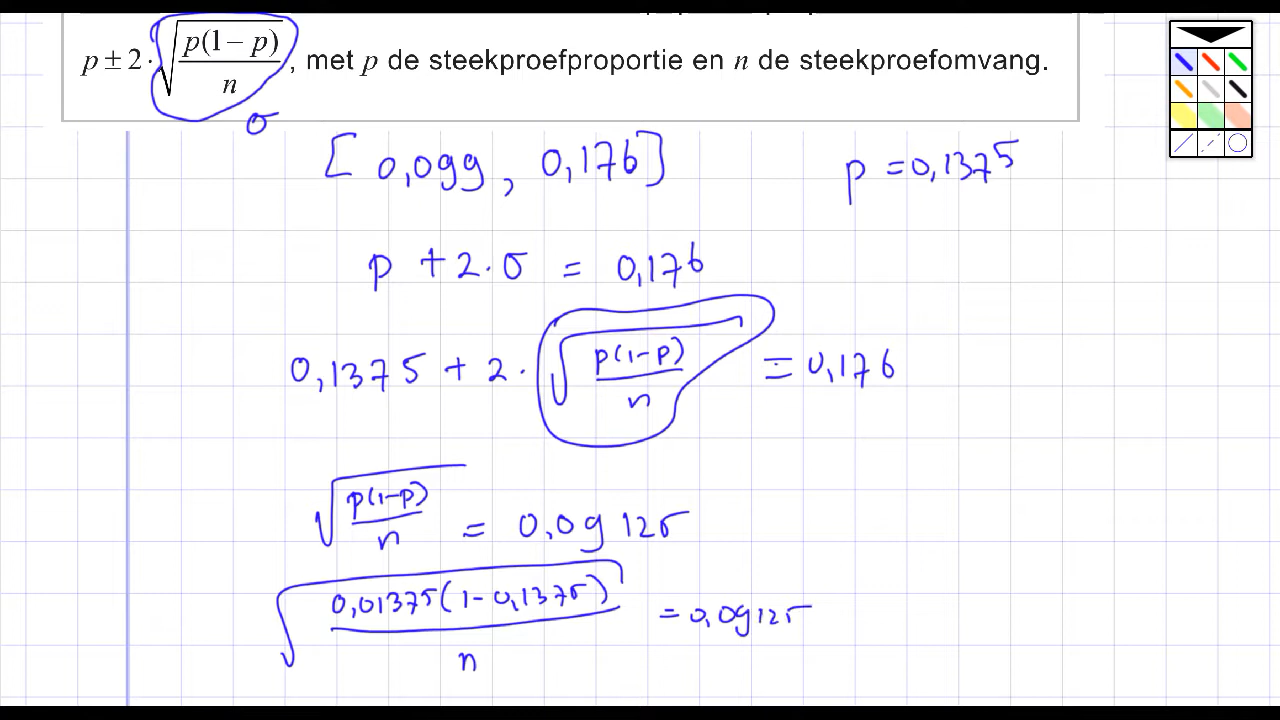 p ± 2 · √(p(1 − p)/n), met p de steekproefproportie en n de steekproefomvang.
σ
[0,099, 0,176] p = 0,1375
p + 2 · σ = 0,176
0,1375 + 2 · √(p(1-p)/n) = 0,176
√(p(1-p)/n) = 0,09125
√(0,01375(1-0,1375)/n) = 0,09125